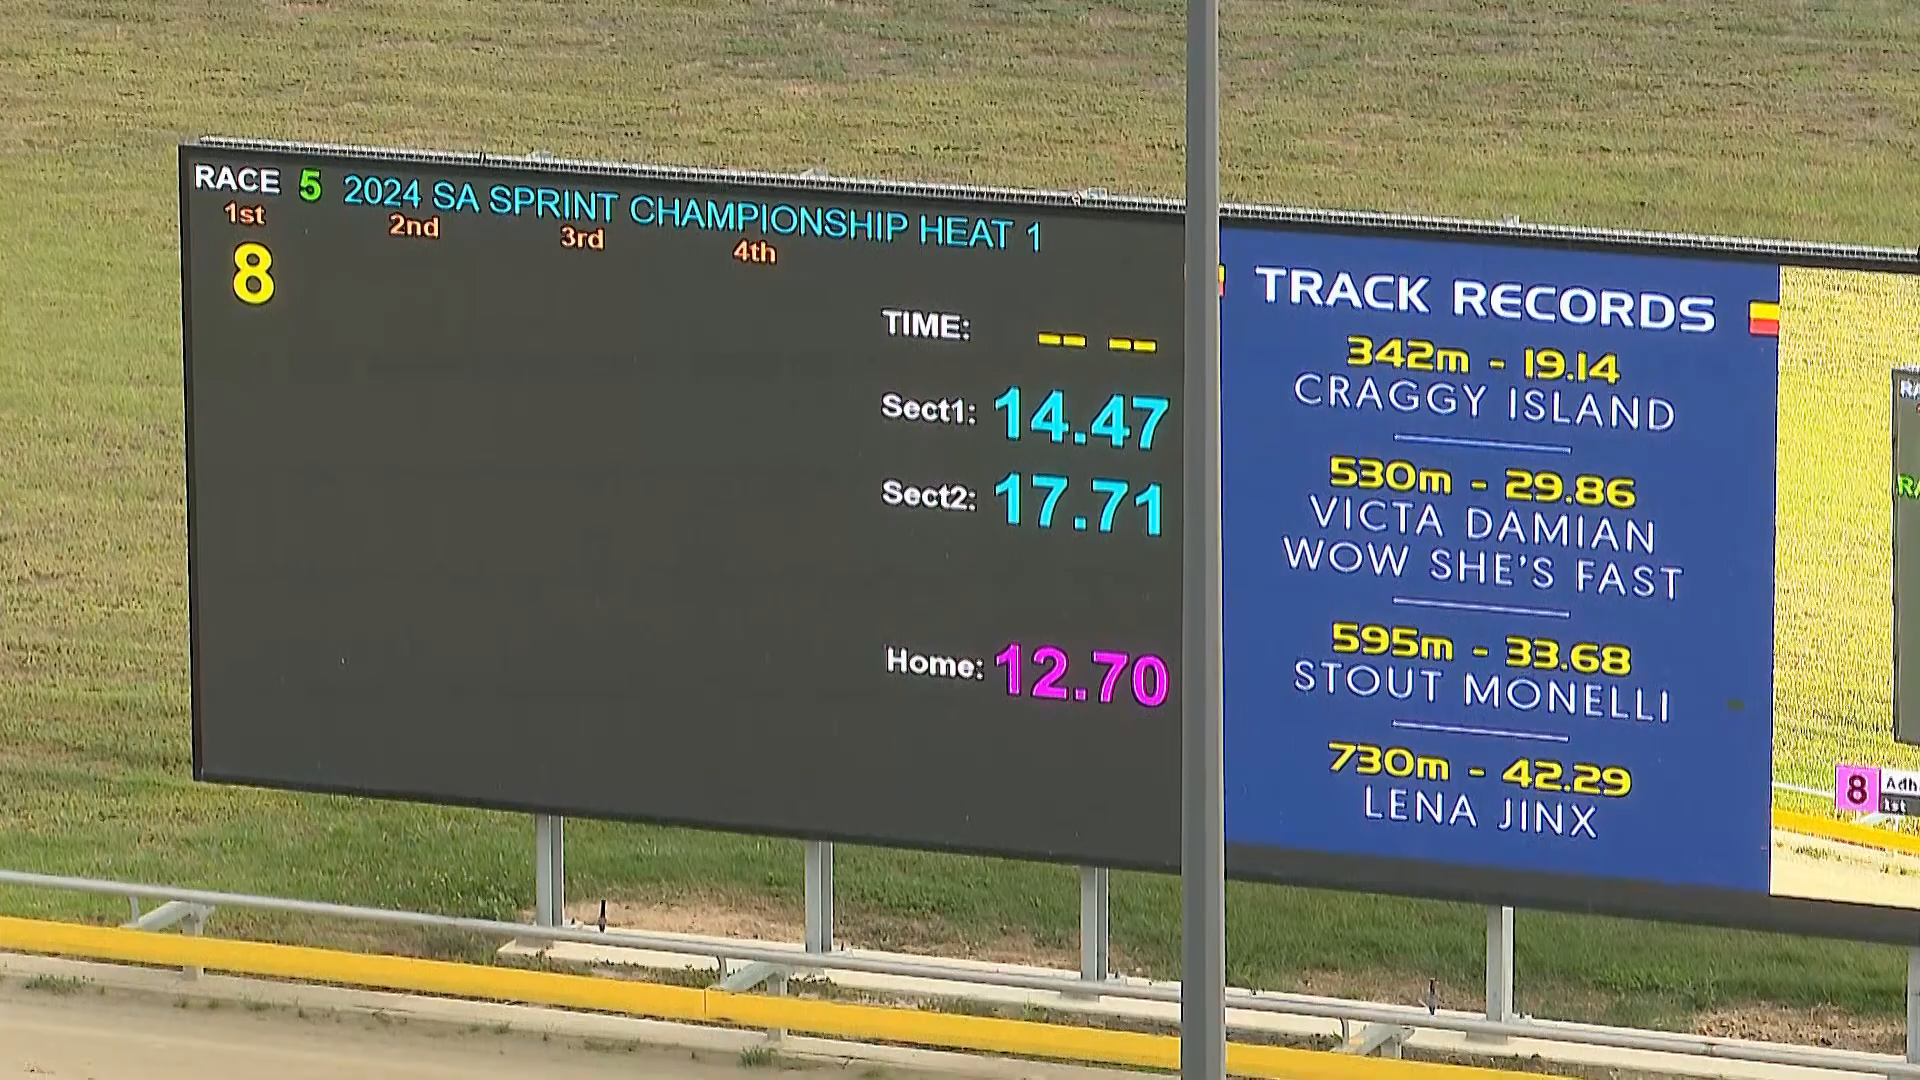 RACE 5 2024 SA SPRINT CHAMPIONSHIP HEAT 1
1st 2nd 3rd 4th
8
TIME: -- --
Sect1: 14.47
Sect2: 17.71
Home: 12.70
TRACK RECORDS
342m - 19.14
CRAGGY ISLAND
530m - 29.86
VICTA DAMIAN
WOW SHE'S FAST
595m - 33.68
STOUT MONELLI
730m - 42.29
LENA JINX
8
1st